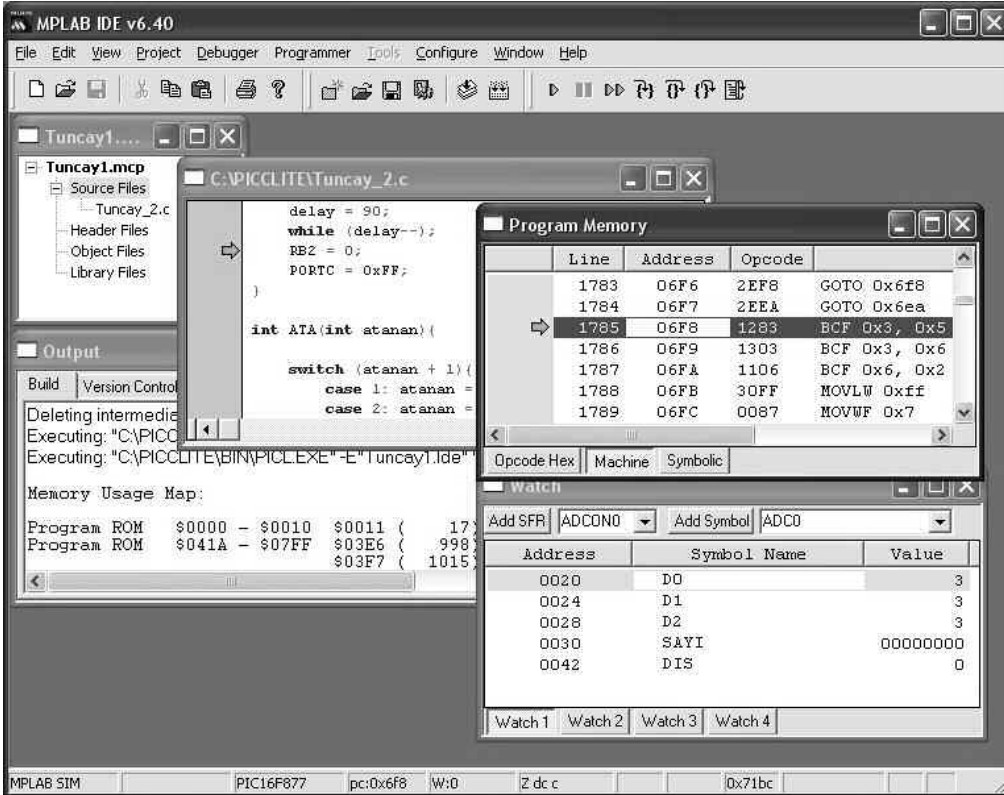 MPLAB IDE v6.40
File Edit View Project Debugger Programmer Tools Configure Window Help
Tuncay1....
Tuncay1.mcp
Source Files
Tuncay_2.c
Header Files
Object Files
Library Files
C:\PICCLITE\Tuncay_2.c
delay = 90;
while (delay--);
RB2 = 0;
PORTC = 0xFF;
}
int ATA(int atanan){
switch (atanan + 1){
case 1: atanan =
case 2: atanan =
Program Memory
Line Address Opcode
1783 06F6 2EF8 GOTO 0x6f8
1784 06F7 2EEA GOTO 0x6ea
1785 06F8 1283 BCF 0x3, 0x5
1786 06F9 1303 BCF 0x3, 0x6
1787 06FA 1106 BCF 0x6, 0x2
1788 06FB 30FF MOVLW 0xff
1789 06FC 0087 MOVWF 0x7
Opcode Hex Machine Symbolic
Output
Build Version Control
Deleting intermedia
Executing: "C:\PICC
Executing: "C:\PICCLITE\BIN\PICL.EXE" -E"Tuncay1.lde"
Memory Usage Map:
Program ROM $0000 - $0010 $0011 ( 17)
Program ROM $041A - $07FF $03E6 ( 998)
$03F7 ( 1015)
Watch
Add SFR ADCON0 Add Symbol ADC0
Address Symbol Name Value
0020 D0 3
0024 D1 3
0028 D2 3
0030 SAYI 00000000
0042 DIS 0
Watch 1 Watch 2 Watch 3 Watch 4
MPLAB SIM PIC16F877 pc:0x6f8 W:0 Z dc c 0x71bc